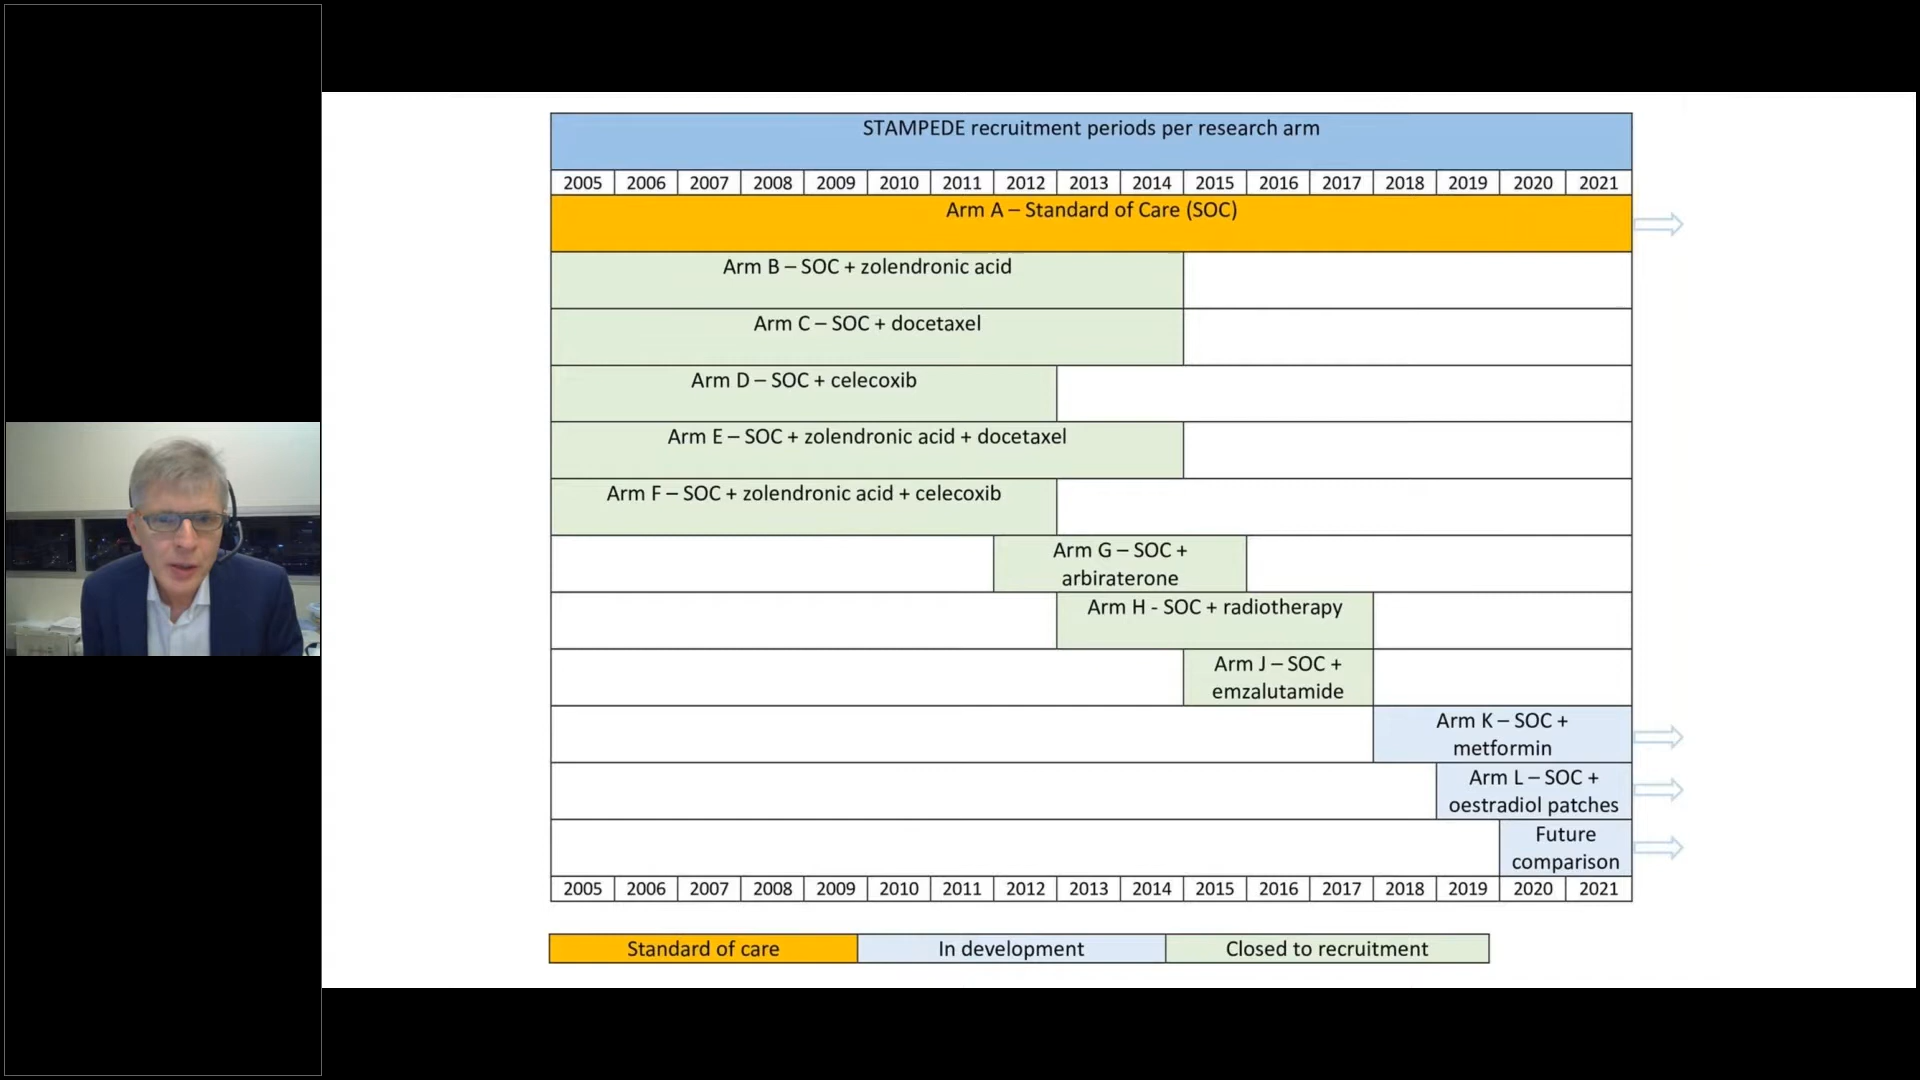 STAMPEDE recruitment periods per research arm
2005 2006 2007 2008 2009 2010 2011 2012 2013 2014 2015 2016 2017 2018 2019 2020 2021
Arm A – Standard of Care (SOC)
Arm B – SOC + zolendronic acid
Arm C – SOC + docetaxel
Arm D – SOC + celecoxib
Arm E – SOC + zolendronic acid + docetaxel
Arm F – SOC + zolendronic acid + celecoxib
Arm G – SOC +
arbiraterone
Arm H - SOC + radiotherapy
Arm J – SOC +
emzalutamide
Arm K – SOC +
metformin
Arm L – SOC +
oestradiol patches
Future
comparison
2005 2006 2007 2008 2009 2010 2011 2012 2013 2014 2015 2016 2017 2018 2019 2020 2021
Standard of care In development Closed to recruitment